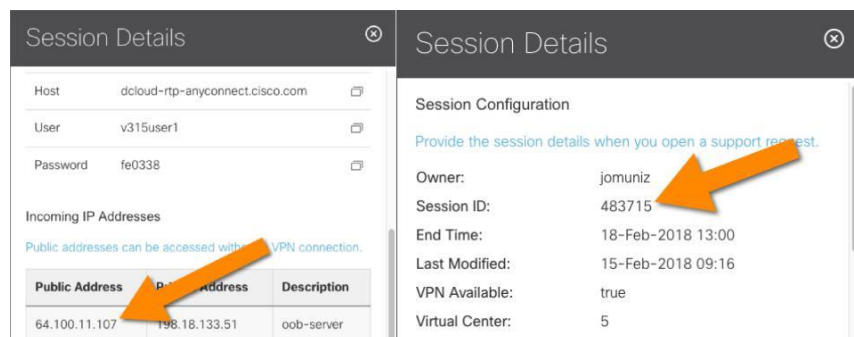 Session Details
Host dcloud-rtp-anyconnect.cisco.com
User v315user1
Password fe0338
Incoming IP Addresses
Public addresses can be accessed VPN connection.
Public Address Address Description
64.100.11.107 198.18.133.51 oob-server
Session Details
Session Configuration
Provide the session details when you open a support request.
Owner: jomuniz
Session ID: 483715
End Time: 18-Feb-2018 13:00
Last Modified: 15-Feb-2018 09:16
VPN Available: true
Virtual Center: 5